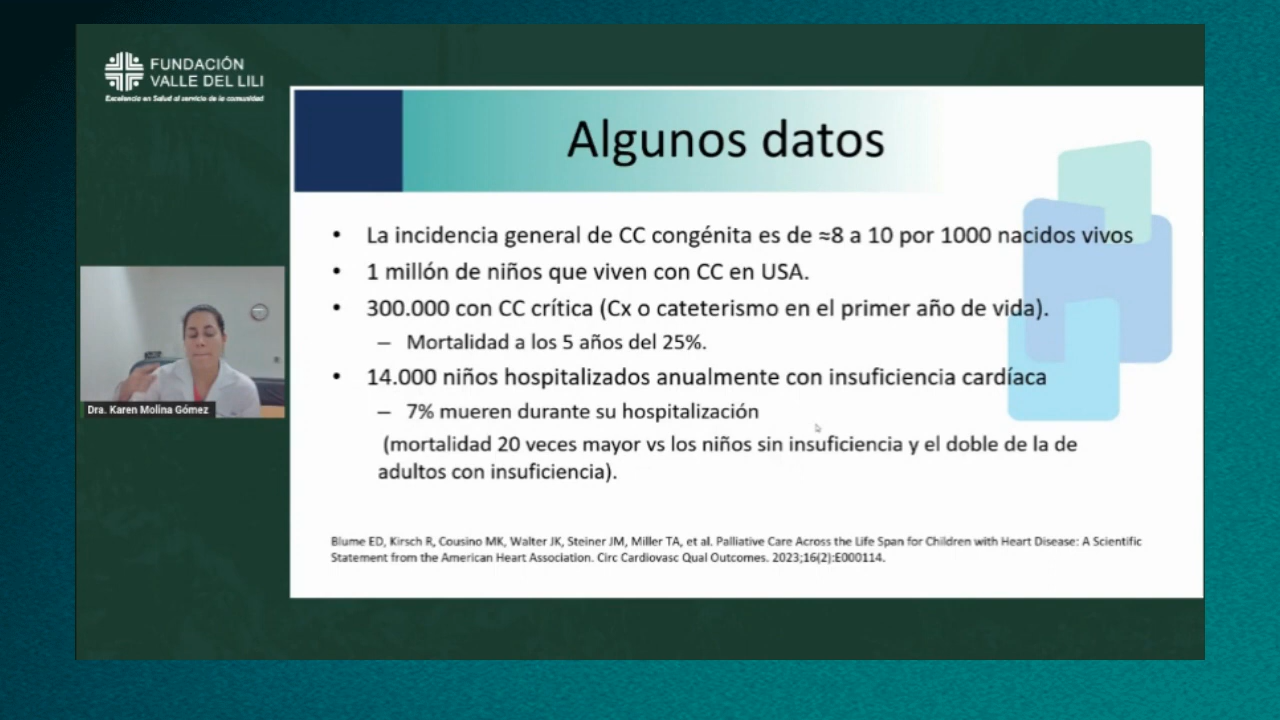 FUNDACIÓN
VALLE DEL LILI
Excelencia en Salud al servicio de la comunidad
Algunos datos
• La incidencia general de CC congénita es de ≈8 a 10 por 1000 nacidos vivos
• 1 millón de niños que viven con CC en USA.
• 300.000 con CC crítica (Cx o cateterismo en el primer año de vida).
– Mortalidad a los 5 años del 25%.
• 14.000 niños hospitalizados anualmente con insuficiencia cardíaca
– 7% mueren durante su hospitalización
(mortalidad 20 veces mayor vs los niños sin insuficiencia y el doble de la de
adultos con insuficiencia).
Dra. Karen Molina Gómez
Blume ED, Kirsch R, Cousino MK, Walter JK, Steiner JM, Miller TA, et al. Palliative Care Across the Life Span for Children with Heart Disease: A Scientific
Statement from the American Heart Association. Circ Cardiovasc Qual Outcomes. 2023;16(2):E000114.